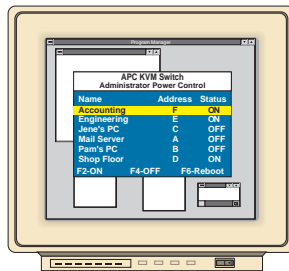 Program Manager
APC KVM Switch
Administrator Power Control
Name Address Status
Accounting F ON
Engineering E ON
Jene's PC C OFF
Mail Server A OFF
Pam's PC B OFF
Shop Floor D ON
F2-ON F4-OFF F6-Reboot